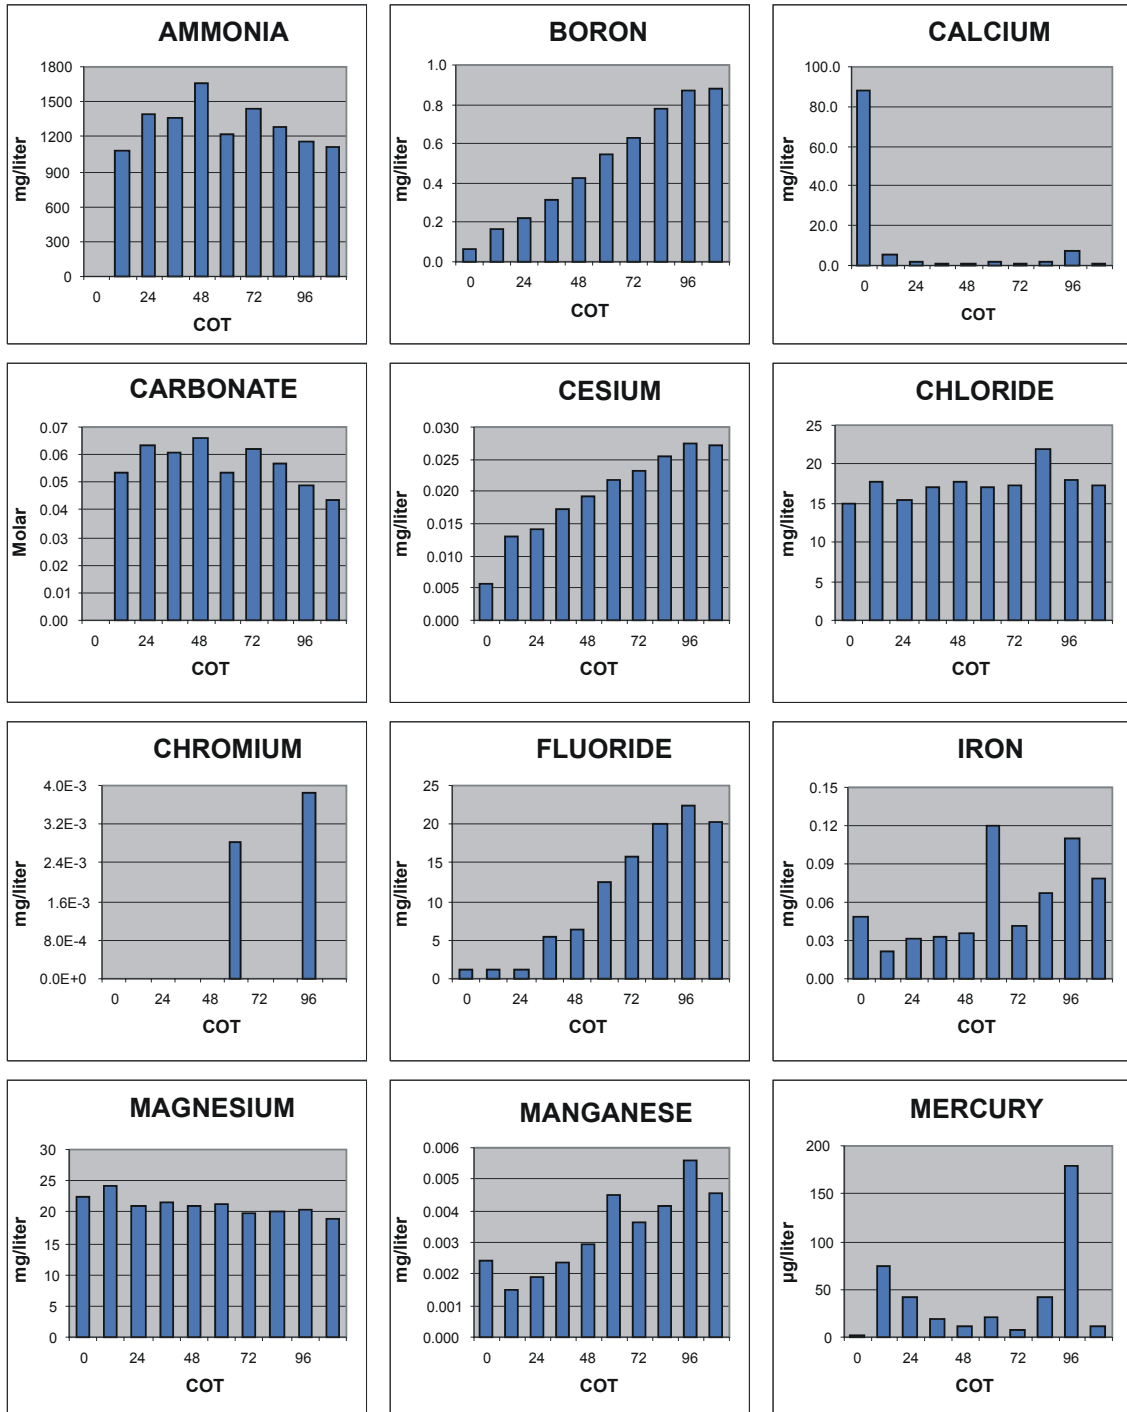 AMMONIA
mg/liter
1800
1500
1200
900
600
300
0
0 24 48 72 96
COT
BORON
mg/liter
1.0
0.8
0.6
0.4
0.2
0.0
0 24 48 72 96
COT
CALCIUM
mg/liter
100.0
80.0
60.0
40.0
20.0
0.0
0 24 48 72 96
COT
CARBONATE
Molar
0.07
0.06
0.05
0.04
0.03
0.02
0.01
0.00
0 24 48 72 96
COT
CESIUM
mg/liter
0.030
0.025
0.020
0.015
0.010
0.005
0.000
0 24 48 72 96
COT
CHLORIDE
mg/liter
25
20
15
10
5
0
0 24 48 72 96
COT
CHROMIUM
mg/liter
4.0E-3
3.2E-3
2.4E-3
1.6E-3
8.0E-4
0.0E+0
0 24 48 72 96
COT
FLUORIDE
mg/liter
25
20
15
10
5
0
0 24 48 72 96
COT
IRON
mg/liter
0.15
0.12
0.09
0.06
0.03
0.00
0 24 48 72 96
COT
MAGNESIUM
mg/liter
30
25
20
15
10
5
0
0 24 48 72 96
COT
MANGANESE
mg/liter
0.006
0.005
0.004
0.003
0.002
0.001
0.000
0 24 48 72 96
COT
MERCURY
µg/liter
200
150
100
50
0
0 24 48 72 96
COT